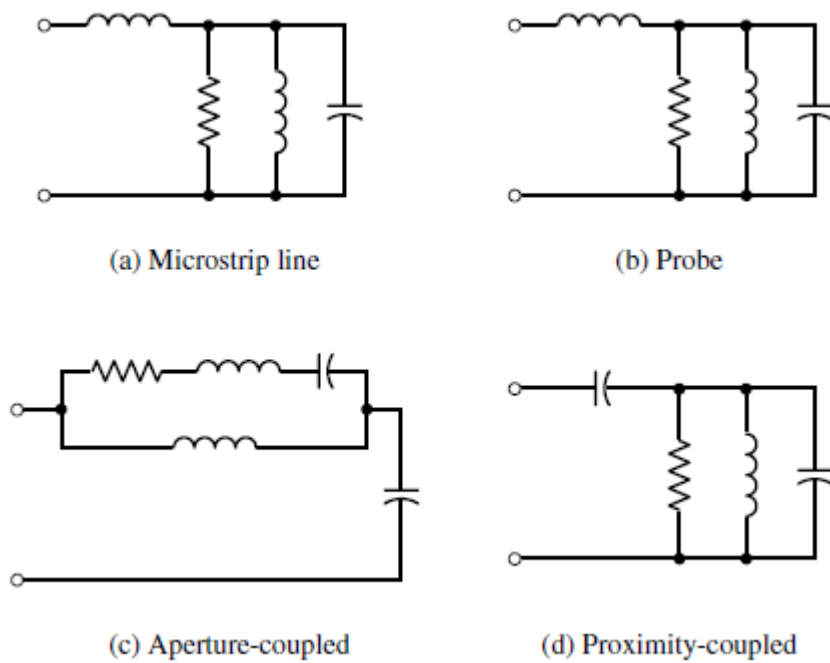 (a) Microstrip line
(b) Probe
(c) Aperture-coupled
(d) Proximity-coupled